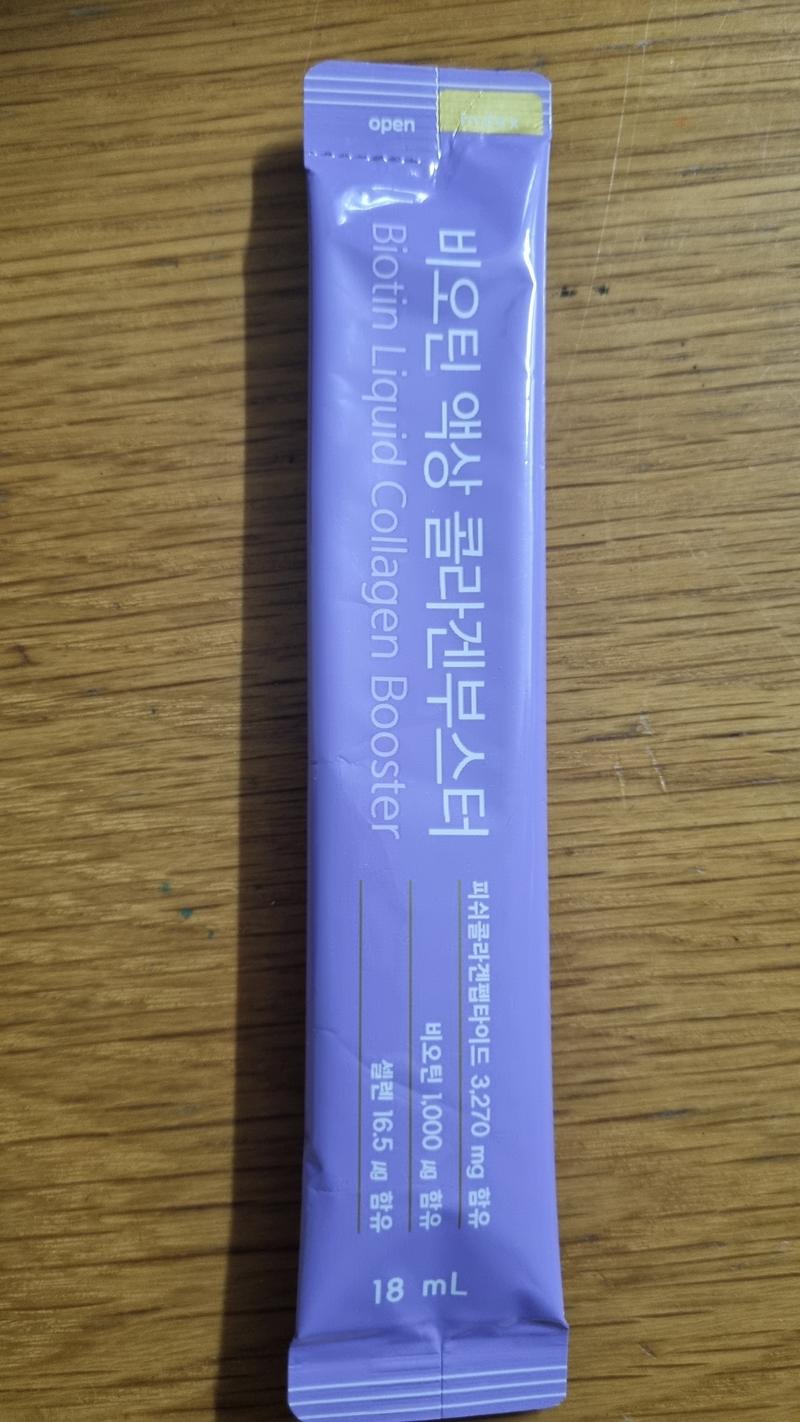 open
비오틴 액상 콜라겐부스터
Biotin Liquid Collagen Booster
피쉬콜라겐펩타이드 3,270 mg 함유
비오틴 1,000 ㎍ 함유
셀렌 16.5 ㎍ 함유
18 mL